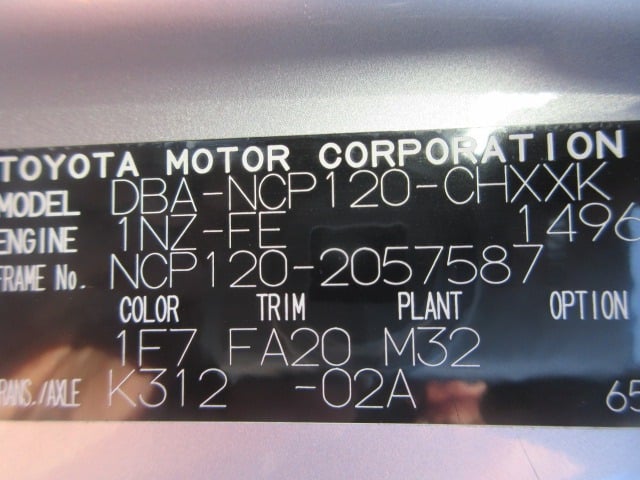 TOYOTA MOTOR CORPORATION
MODEL DBA-NCP120-CHXXK
ENGINE 1NZ-FE 1496
FRAME No. NCP120-2057587
COLOR TRIM PLANT OPTION
1F7 FA20 M32
TRANS./AXLE K312 -02A 65